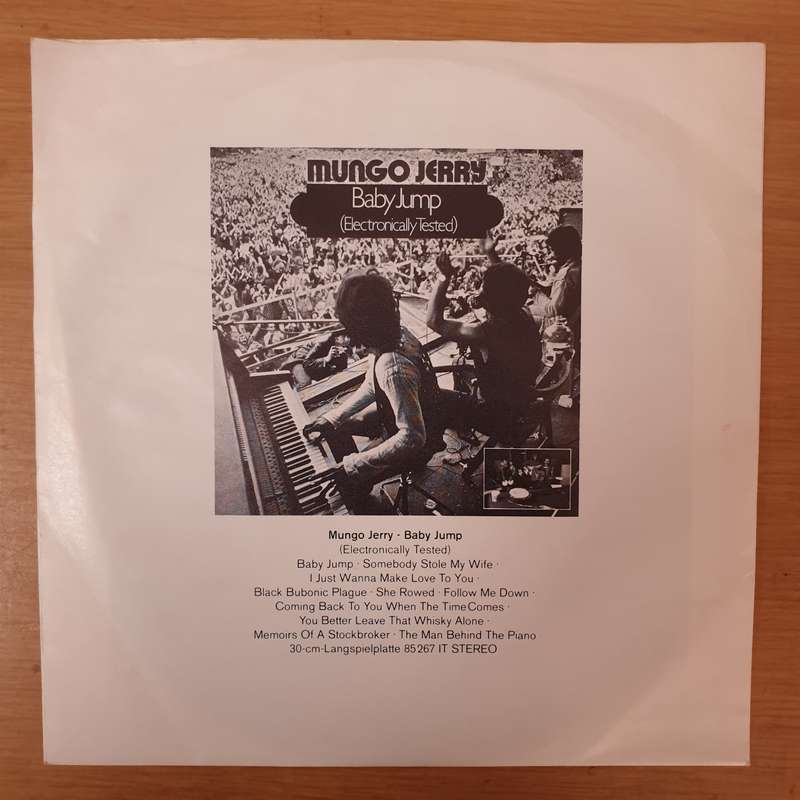 MUNGO JERRY
Baby Jump
(Electronically Tested)
Mungo Jerry · Baby Jump
(Electronically Tested)
Baby Jump · Somebody Stole My Wife ·
I Just Wanna Make Love To You ·
Black Bubonic Plague · She Rowed · Follow Me Down ·
Coming Back To You When The Time Comes ·
You Better Leave That Whisky Alone ·
Memoirs Of A Stockbroker · The Man Behind The Piano
30-cm-Langspielplatte 85 267 IT STEREO